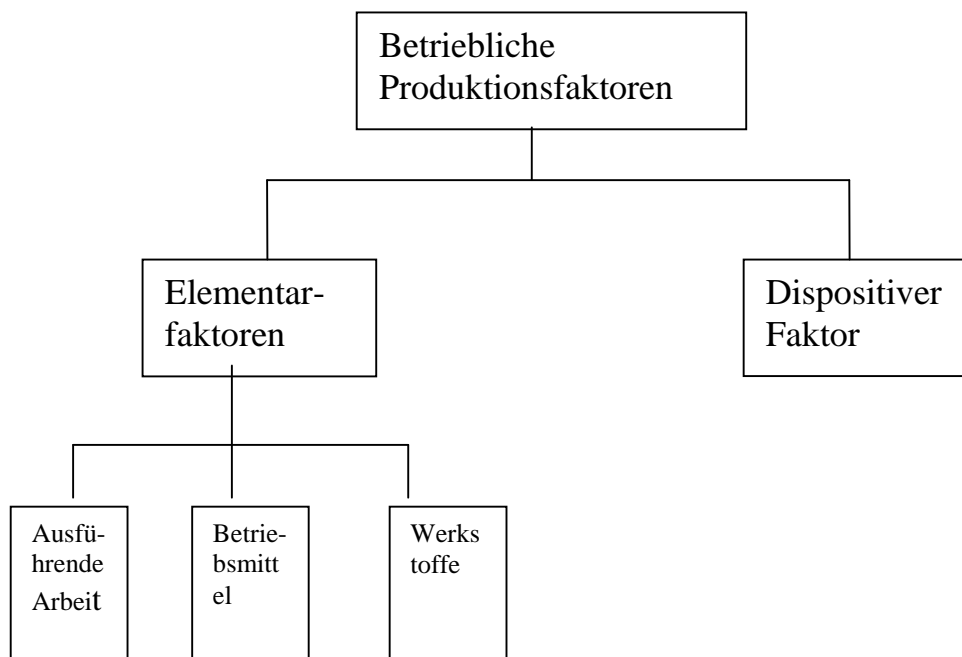 Betriebliche
Produktionsfaktoren
Elementar-
faktoren
Dispositiver
Faktor
Ausfü-
hrende
Arbeit
Betrie-
bsmitt
el
Werks
toffe